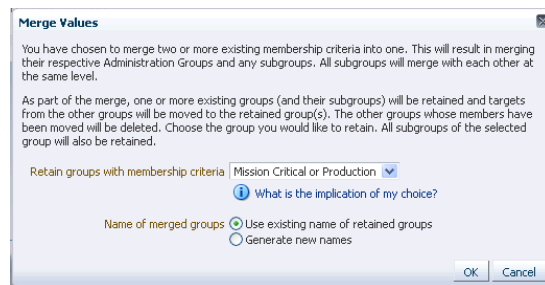 Merge Values
You have chosen to merge two or more existing membership criteria into one. This will result in merging
their respective Administration Groups and any subgroups. All subgroups will merge with each other at
the same level.
As part of the merge, one or more existing groups (and their subgroups) will be retained and targets
from the other groups will be moved to the retained group(s). The other groups whose members have
been moved will be deleted. Choose the group you would like to retain. All subgroups of the selected
group will also be retained.
Retain groups with membership criteria Mission Critical or Production
What is the implication of my choice?
Name of merged groups Use existing name of retained groups
Generate new names
OK Cancel